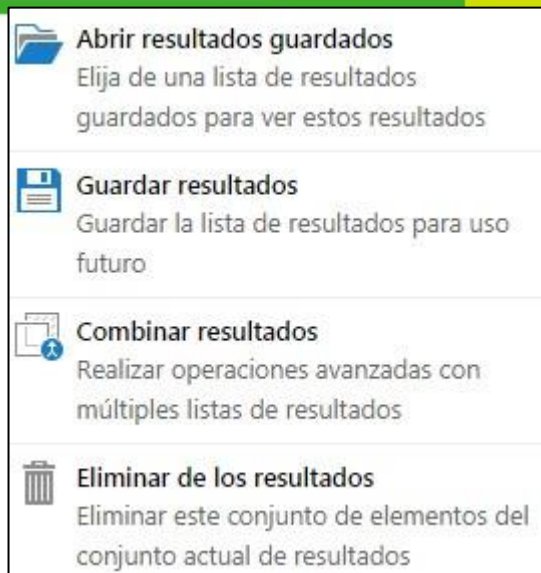 Abrir resultados guardados
Elija de una lista de resultados
guardados para ver estos resultados
Guardar resultados
Guardar la lista de resultados para uso
futuro
Combinar resultados
Realizar operaciones avanzadas con
múltiples listas de resultados
Eliminar de los resultados
Eliminar este conjunto de elementos del
conjunto actual de resultados